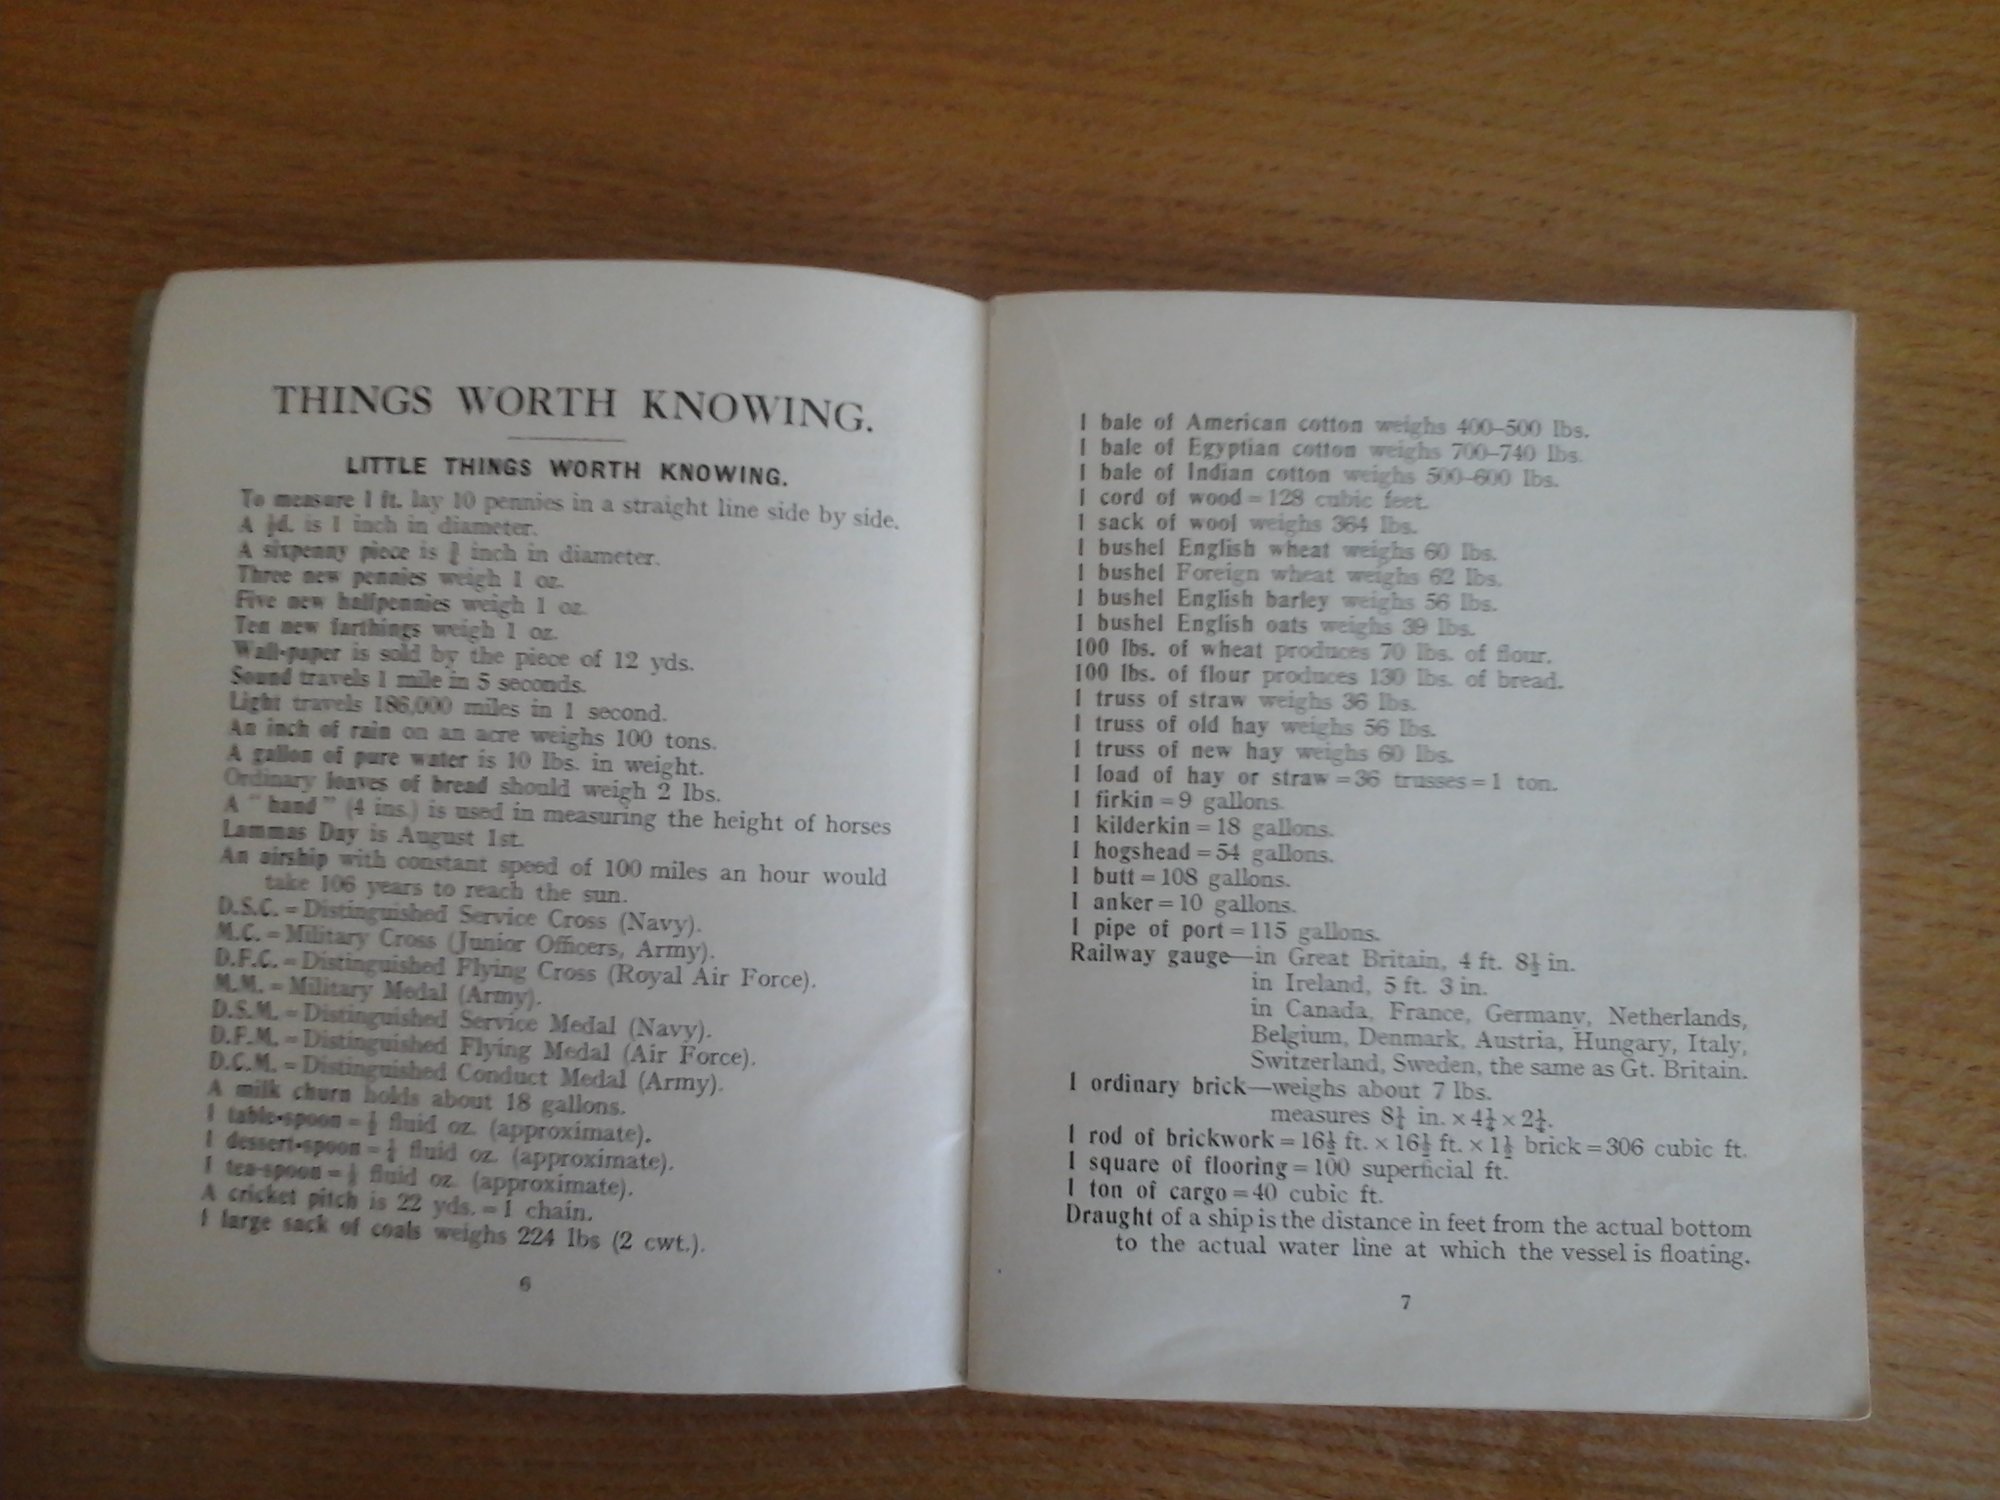 THINGS WORTH KNOWING.
LITTLE THINGS WORTH KNOWING.
To measure 1 ft. lay 10 pennies in a straight line side by side.
A ½d. is 1 inch in diameter.
A sixpenny piece is ¾ inch in diameter.
Three new pennies weigh 1 oz.
Five new halfpennies weigh 1 oz.
Ten new farthings weigh 1 oz.
Wall-paper is sold by the piece of 12 yds.
Sound travels 1 mile in 5 seconds.
Light travels 186,000 miles in 1 second.
An inch of rain on an acre weighs 100 tons.
A gallon of pure water is 10 lbs. in weight.
Ordinary loaves of bread should weigh 2 lbs.
A "hand" (4 ins.) is used in measuring the height of horses
Lammas Day is August 1st.
An airship with constant speed of 100 miles an hour would
take 106 years to reach the sun.
D.S.C. = Distinguished Service Cross (Navy).
M.C. = Military Cross (Junior Officers, Army).
D.F.C. = Distinguished Flying Cross (Royal Air Force).
M.M. = Military Medal (Army).
D.S.M. = Distinguished Service Medal (Navy).
D.F.M. = Distinguished Flying Medal (Air Force).
D.C.M. = Distinguished Conduct Medal (Army).
A milk churn holds about 18 gallons.
1 table-spoon = ½ fluid oz. (approximate).
1 dessert-spoon = ¼ fluid oz. (approximate).
1 tea-spoon = ⅛ fluid oz. (approximate).
A cricket pitch is 22 yds. = 1 chain.
1 large sack of coals weighs 224 lbs (2 cwt.).
6
1 bale of American cotton weighs 400–500 lbs.
1 bale of Egyptian cotton weighs 700–740 lbs.
1 bale of Indian cotton weighs 500–600 lbs.
1 cord of wood = 128 cubic feet.
1 sack of wool weighs 364 lbs.
1 bushel English wheat weighs 60 lbs.
1 bushel Foreign wheat weighs 62 lbs.
1 bushel English barley weighs 56 lbs.
1 bushel English oats weighs 39 lbs.
100 lbs. of wheat produces 70 lbs. of flour.
100 lbs. of flour produces 130 lbs. of bread.
1 truss of straw weighs 36 lbs.
1 truss of old hay weighs 56 lbs.
1 truss of new hay weighs 60 lbs.
1 load of hay or straw = 36 trusses = 1 ton.
1 firkin = 9 gallons.
1 kilderkin = 18 gallons.
1 hogshead = 54 gallons.
1 butt = 108 gallons.
1 anker = 10 gallons.
1 pipe of port = 115 gallons.
Railway gauge—in Great Britain, 4 ft. 8½ in.
in Ireland, 5 ft. 3 in.
in Canada, France, Germany, Netherlands,
Belgium, Denmark, Austria, Hungary, Italy,
Switzerland, Sweden, the same as Gt. Britain.
1 ordinary brick—weighs about 7 lbs.
measures 8¼ in. × 4¼ × 2¼.
1 rod of brickwork = 16½ ft. × 16½ ft. × 1½ brick = 306 cubic ft.
1 square of flooring = 100 superficial ft.
1 ton of cargo = 40 cubic ft.
Draught of a ship is the distance in feet from the actual bottom
to the actual water line at which the vessel is floating.
7